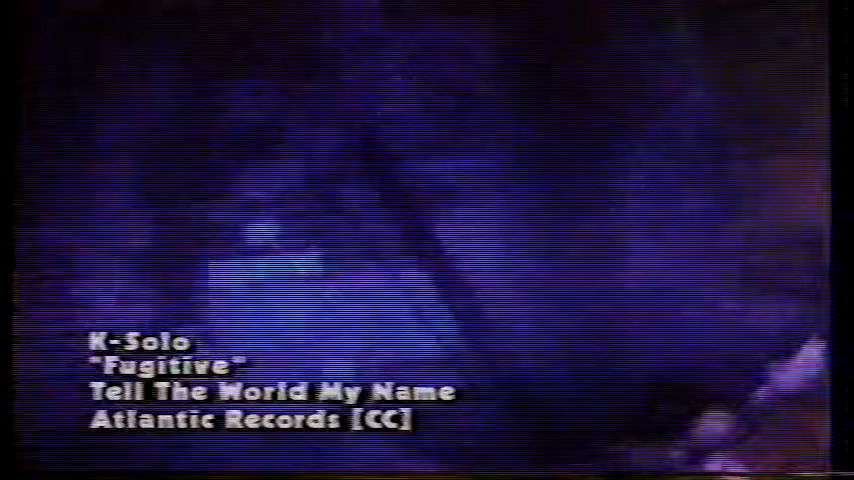 K-Solo
"Fugitive"
Tell The World My Name
Atlantic Records [CC]